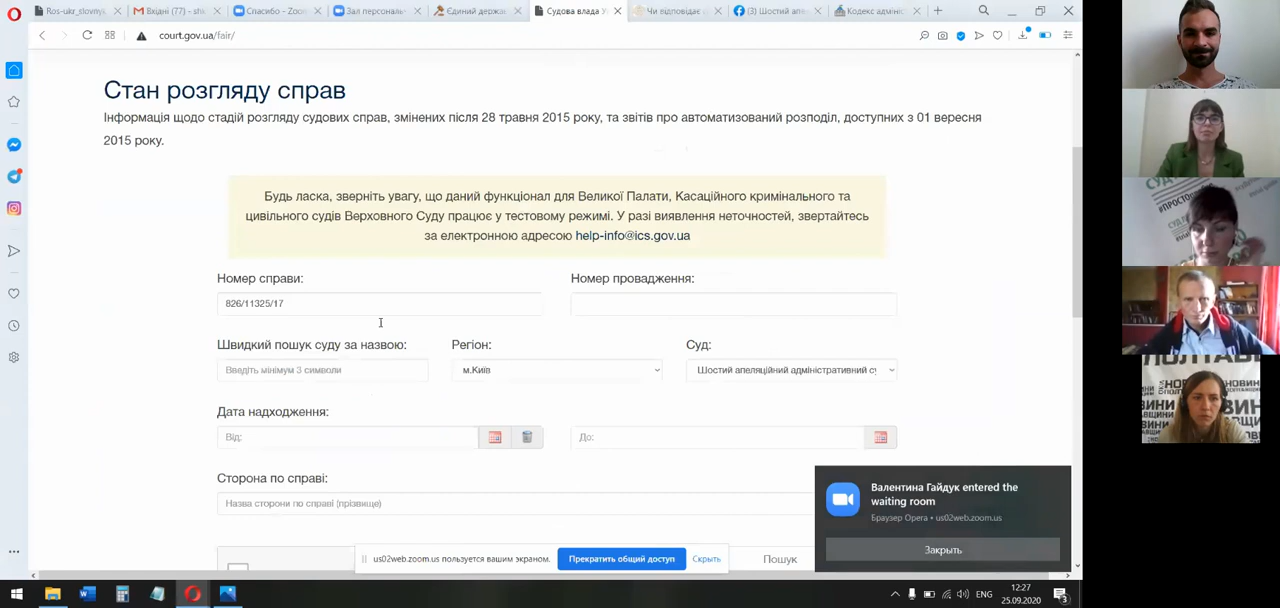 Ros-ukr_slovnyk
Вхідні (77) - shk
Спасибо - Zoom
Зал персональ
Єдиний держав
Судова влада У
Чи відповідає ц
(3) Шостий апел
Кодекс адмініс
court.gov.ua/fair/
Стан розгляду справ
Інформація щодо стадій розгляду судових справ, змінених після 28 травня 2015 року, та звітів про автоматизований розподіл, доступних з 01 вересня
2015 року.
Будь ласка, зверніть увагу, що даний функціонал для Великої Палати, Касаційного кримінального та
цивільного судів Верховного Суду працює у тестовому режимі. У разі виявлення неточностей, звертайтесь
за електронною адресою help-info@ics.gov.ua
Номер справи:
Номер провадження:
826/11325/17
Швидкий пошук суду за назвою:
Регіон:
Суд:
Введіть мінімум 3 символи
м.Київ
Шостий апеляційний адміністративний су
Дата надходження:
Від:
До:
Сторона по справі:
Назва сторони по справі (прізвище)
Пошук
us02web.zoom.us пользуется вашим экраном.
Прекратить общий доступ
Скрыть
Валентина Гайдук entered the
waiting room
Браузер Opera • us02web.zoom.us
Закрыть
ENG
12:27
25.09.2020
3